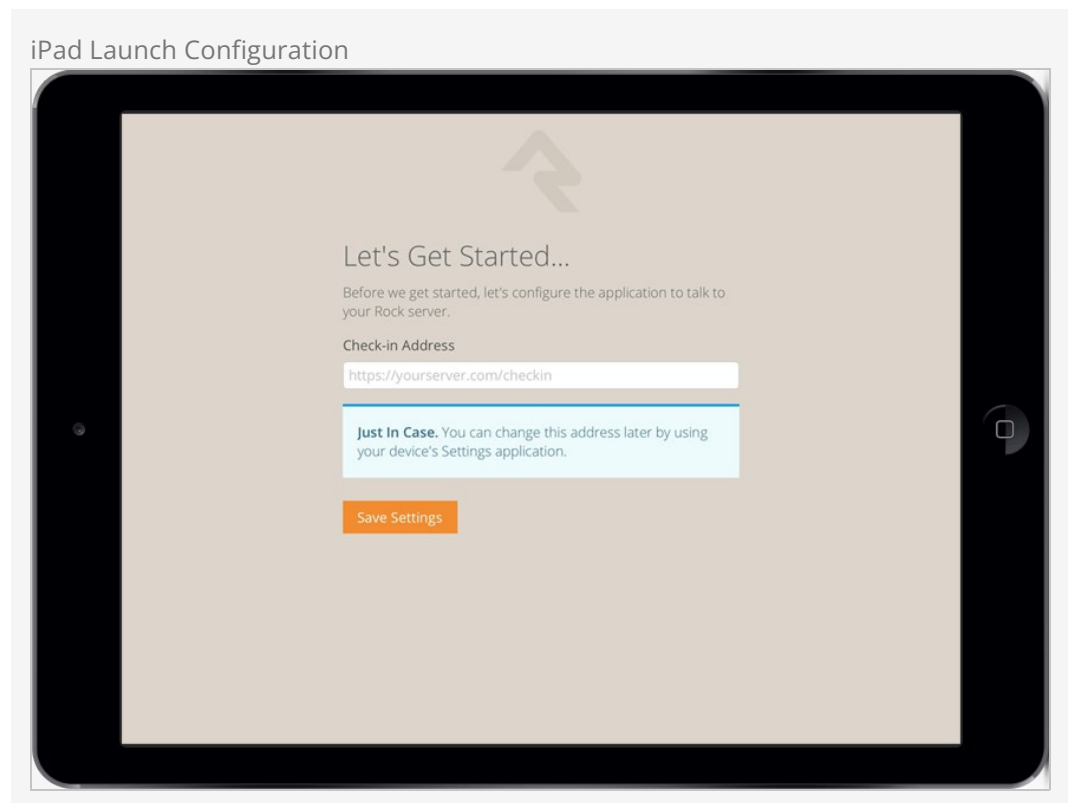 iPad Launch Configuration
Let's Get Started...
Before we get started, let's configure the application to talk to
your Rock server.
Check-in Address
https://yourserver.com/checkin
Just In Case. You can change this address later by using
your device's Settings application.
Save Settings